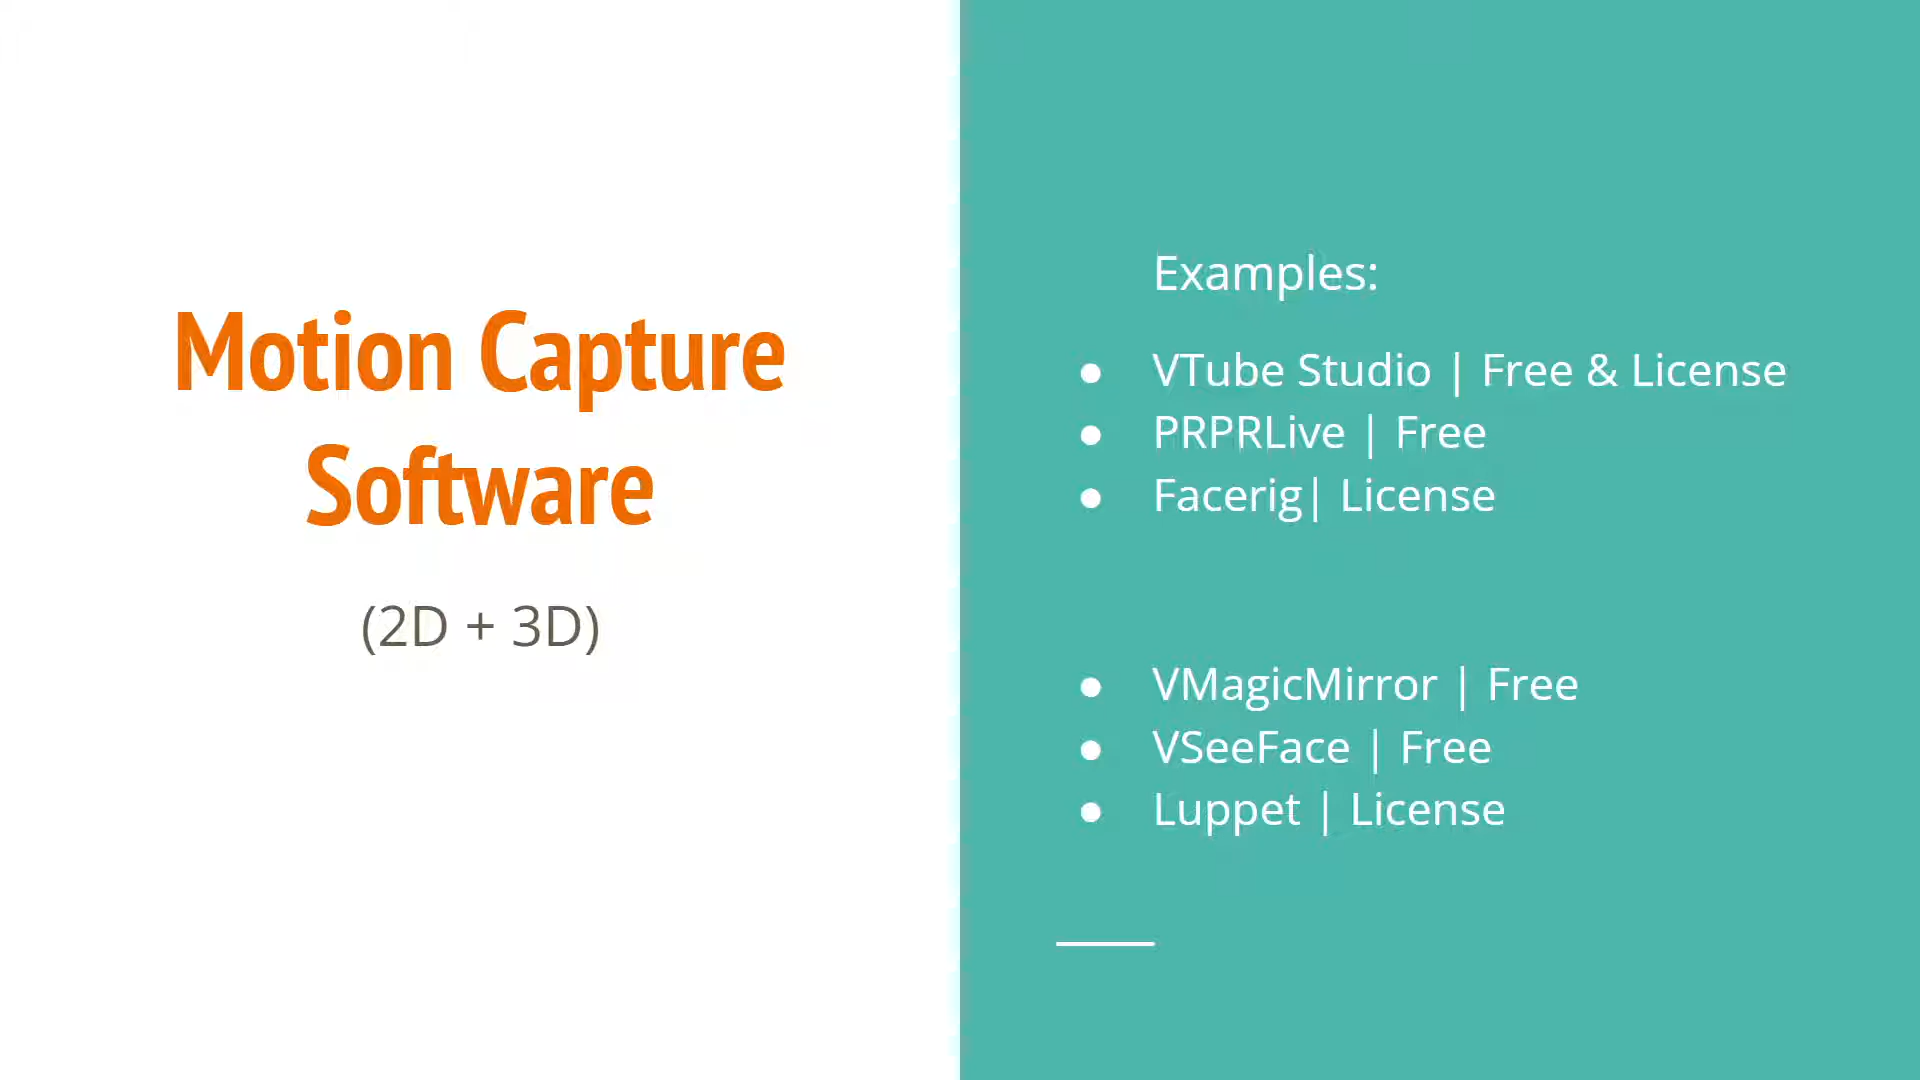 Motion Capture
Software
(2D + 3D)
Examples:
● VTube Studio | Free & License
● PRPRLive | Free
● Facerig| License
● VMagicMirror | Free
● VSeeFace | Free
● Luppet | License